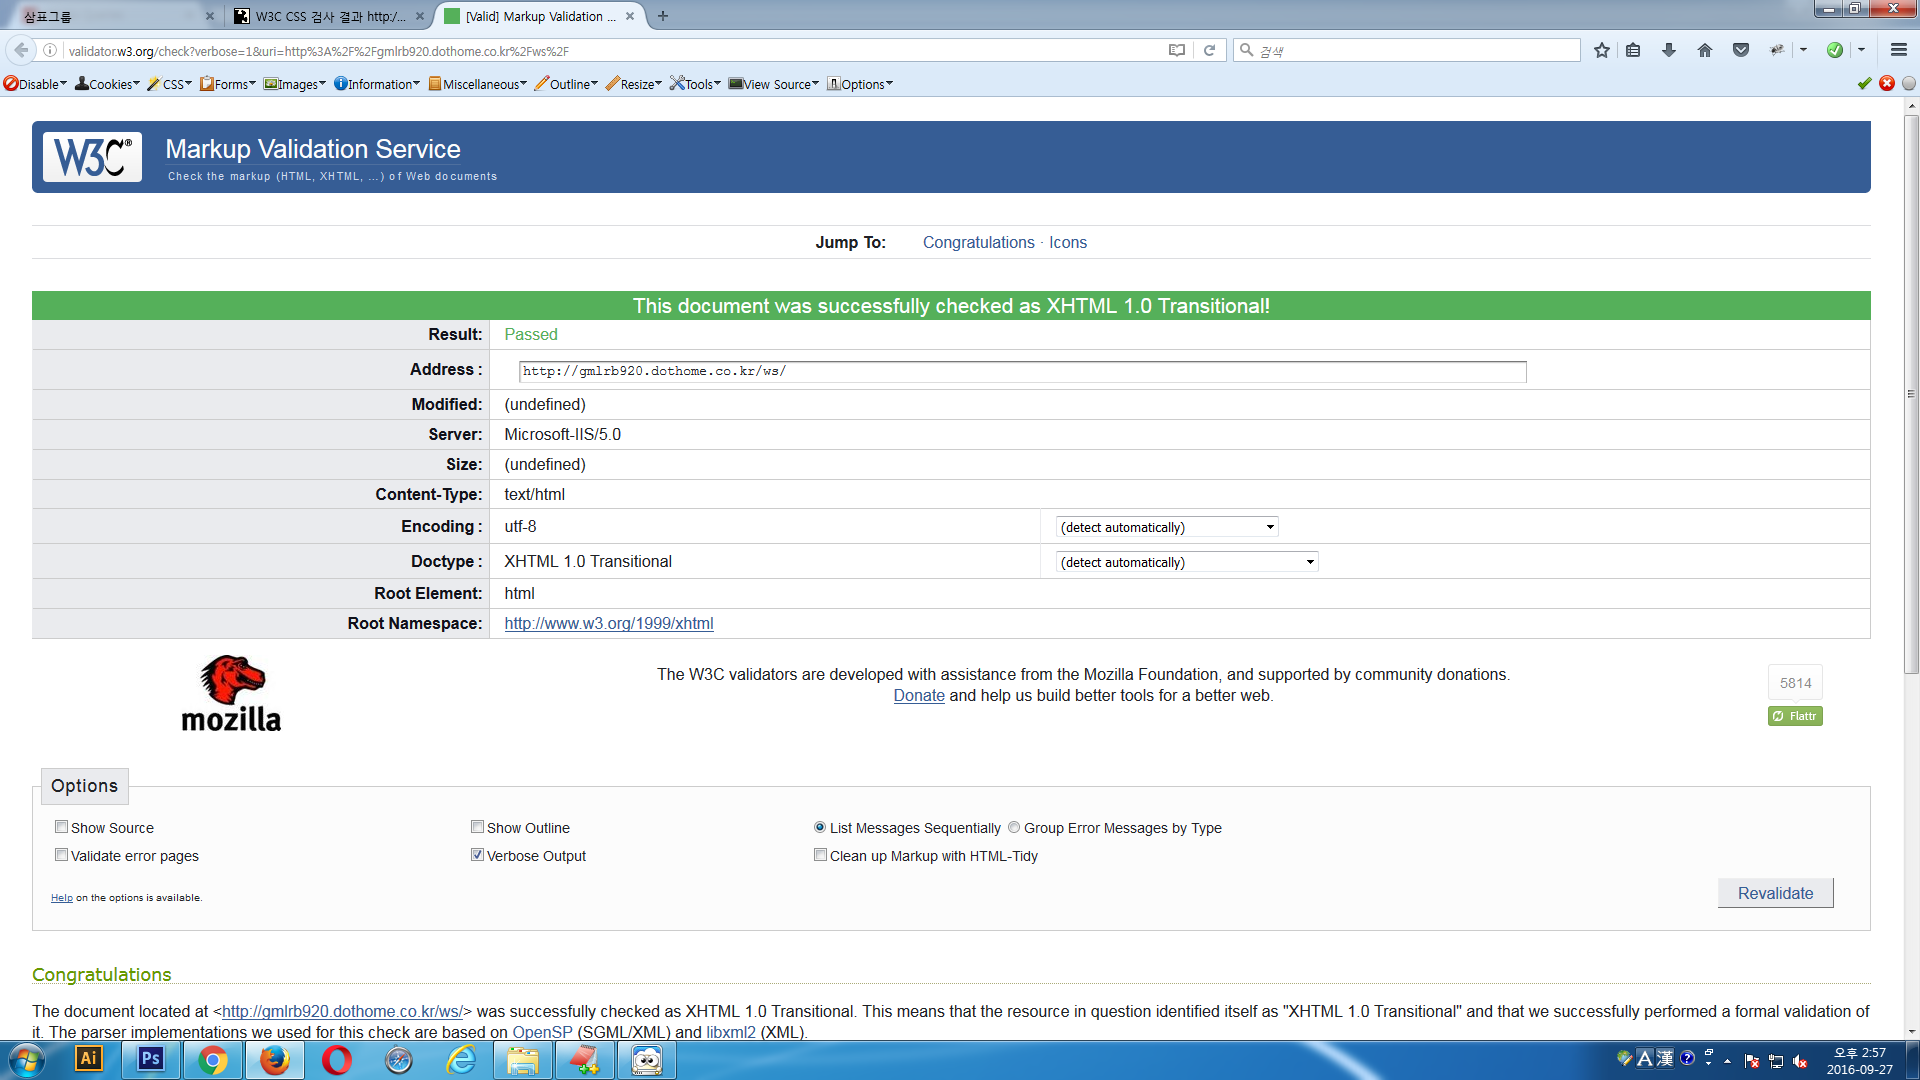 삼표그룹
W3C CSS 검사 결과 http:/...
[Valid] Markup Validation ...
validator.w3.org/check?verbose=1&uri=http%3A%2F%2Fgmlrb920.dothome.co.kr%2Fws%2F
검색
Disable
Cookies
CSS
Forms
Images
Information
Miscellaneous
Outline
Resize
Tools
View Source
Options
W3C®
Markup Validation Service
Check the markup (HTML, XHTML, ...) of Web documents
Jump To: Congratulations · Icons
This document was successfully checked as XHTML 1.0 Transitional!
Result: Passed
Address : http://gmlrb920.dothome.co.kr/ws/
Modified: (undefined)
Server: Microsoft-IIS/5.0
Size: (undefined)
Content-Type: text/html
Encoding : utf-8 (detect automatically)
Doctype : XHTML 1.0 Transitional (detect automatically)
Root Element: html
Root Namespace: http://www.w3.org/1999/xhtml
mozilla
The W3C validators are developed with assistance from the Mozilla Foundation, and supported by community donations.
Donate and help us build better tools for a better web.
5814
Flattr
Options
Show Source Show Outline List Messages Sequentially Group Error Messages by Type
Validate error pages Verbose Output Clean up Markup with HTML-Tidy
Help on the options is available.
Revalidate
Congratulations
The document located at <http://gmlrb920.dothome.co.kr/ws/> was successfully checked as XHTML 1.0 Transitional. This means that the resource in question identified itself as "XHTML 1.0 Transitional" and that we successfully performed a formal validation of
it. The parser implementations we used for this check are based on OpenSP (SGML/XML) and libxml2 (XML).
Ai
Ps
A 漢
오후 2:57
2016-09-27